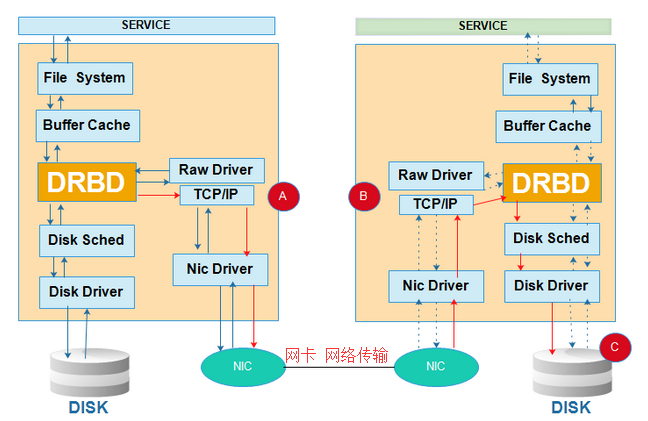 SERVICE
File System
Buffer Cache
DRBD
Raw Driver
TCP/IP
A
Disk Sched
Nic Driver
Disk Driver
NIC
DISK
网卡 网络传输
SERVICE
File System
Buffer Cache
B
Raw Driver
TCP/IP
DRBD
Disk Sched
Nic Driver
Disk Driver
NIC
C
DISK